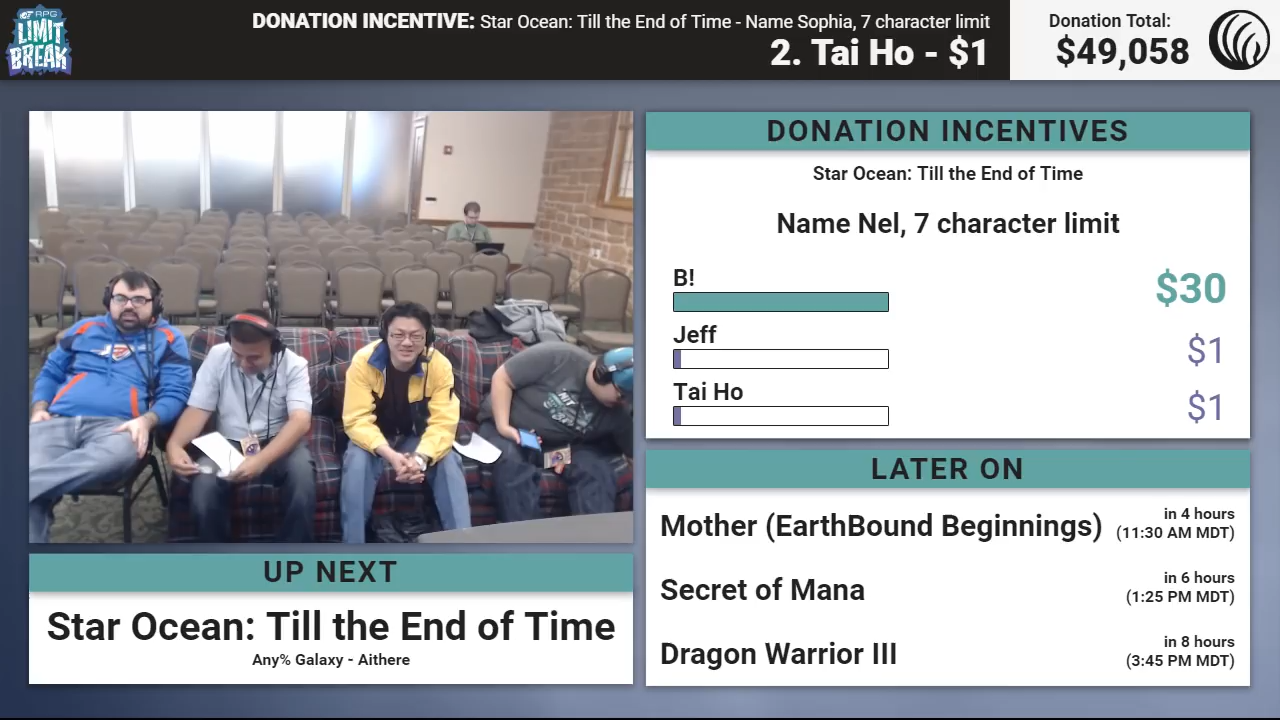 RPG
LIMIT
BREAK
DONATION INCENTIVE: Star Ocean: Till the End of Time - Name Sophia, 7 character limit
2. Tai Ho - $1
Donation Total:
$49,058
DONATION INCENTIVES
Star Ocean: Till the End of Time
Name Nel, 7 character limit
B!
$30
Jeff
$1
Tai Ho
$1
UP NEXT
Star Ocean: Till the End of Time
Any% Galaxy - Aithere
LATER ON
Mother (EarthBound Beginnings)
in 4 hours
(11:30 AM MDT)
Secret of Mana
in 6 hours
(1:25 PM MDT)
Dragon Warrior III
in 8 hours
(3:45 PM MDT)